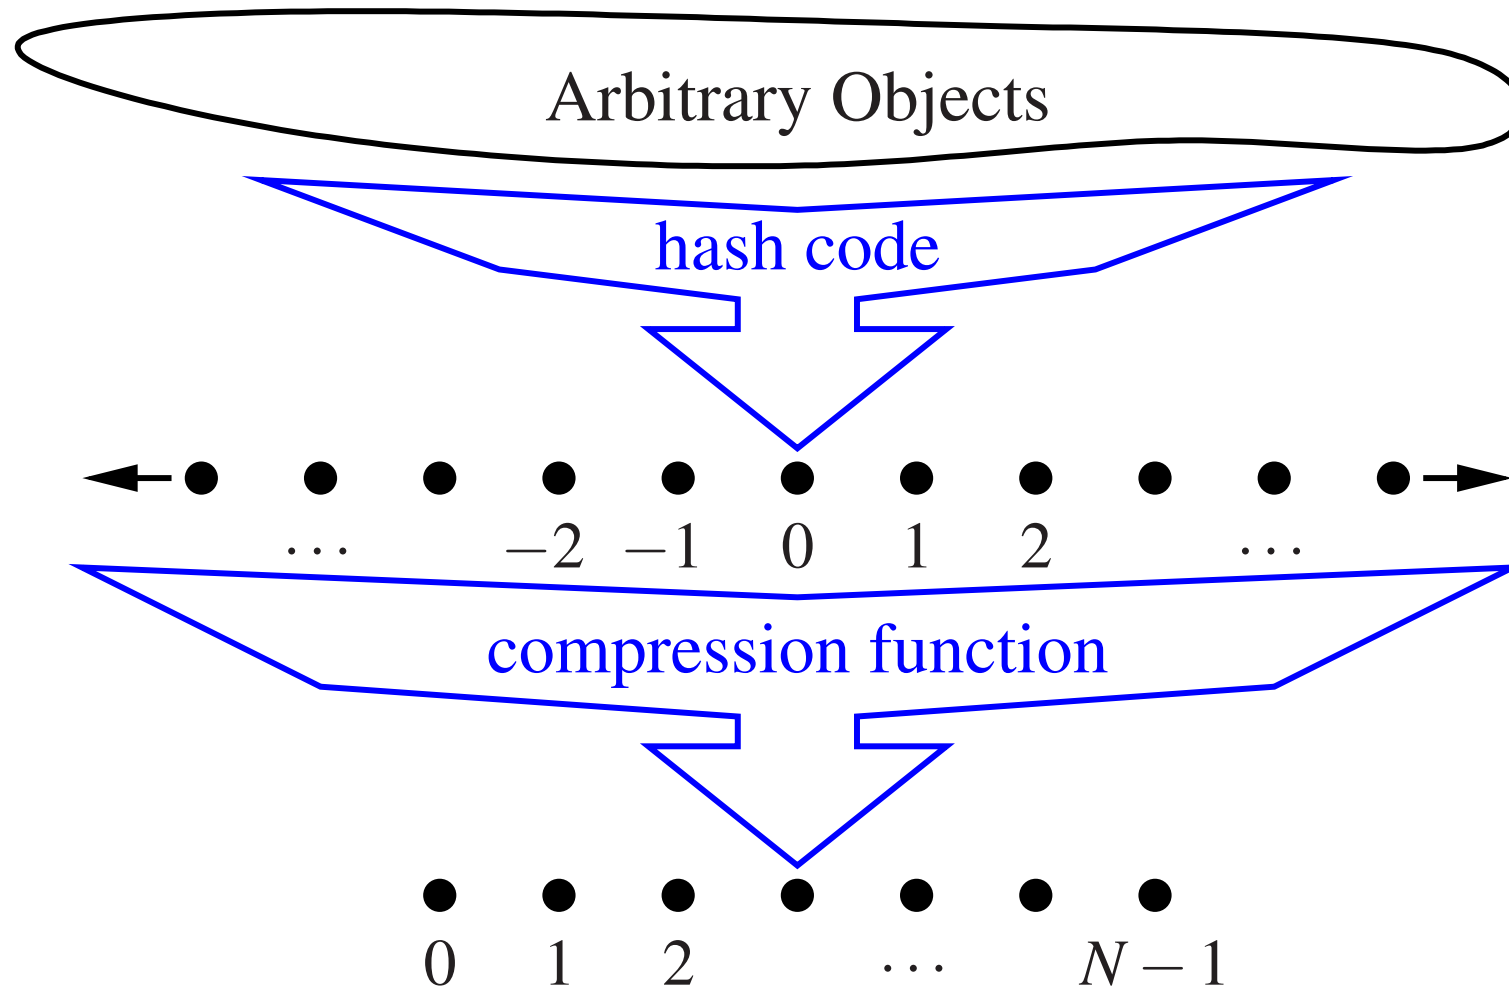 Arbitrary Objects
hash code
⋯ −2 −1 0 1 2 ⋯
compression function
0 1 2 ⋯ N − 1